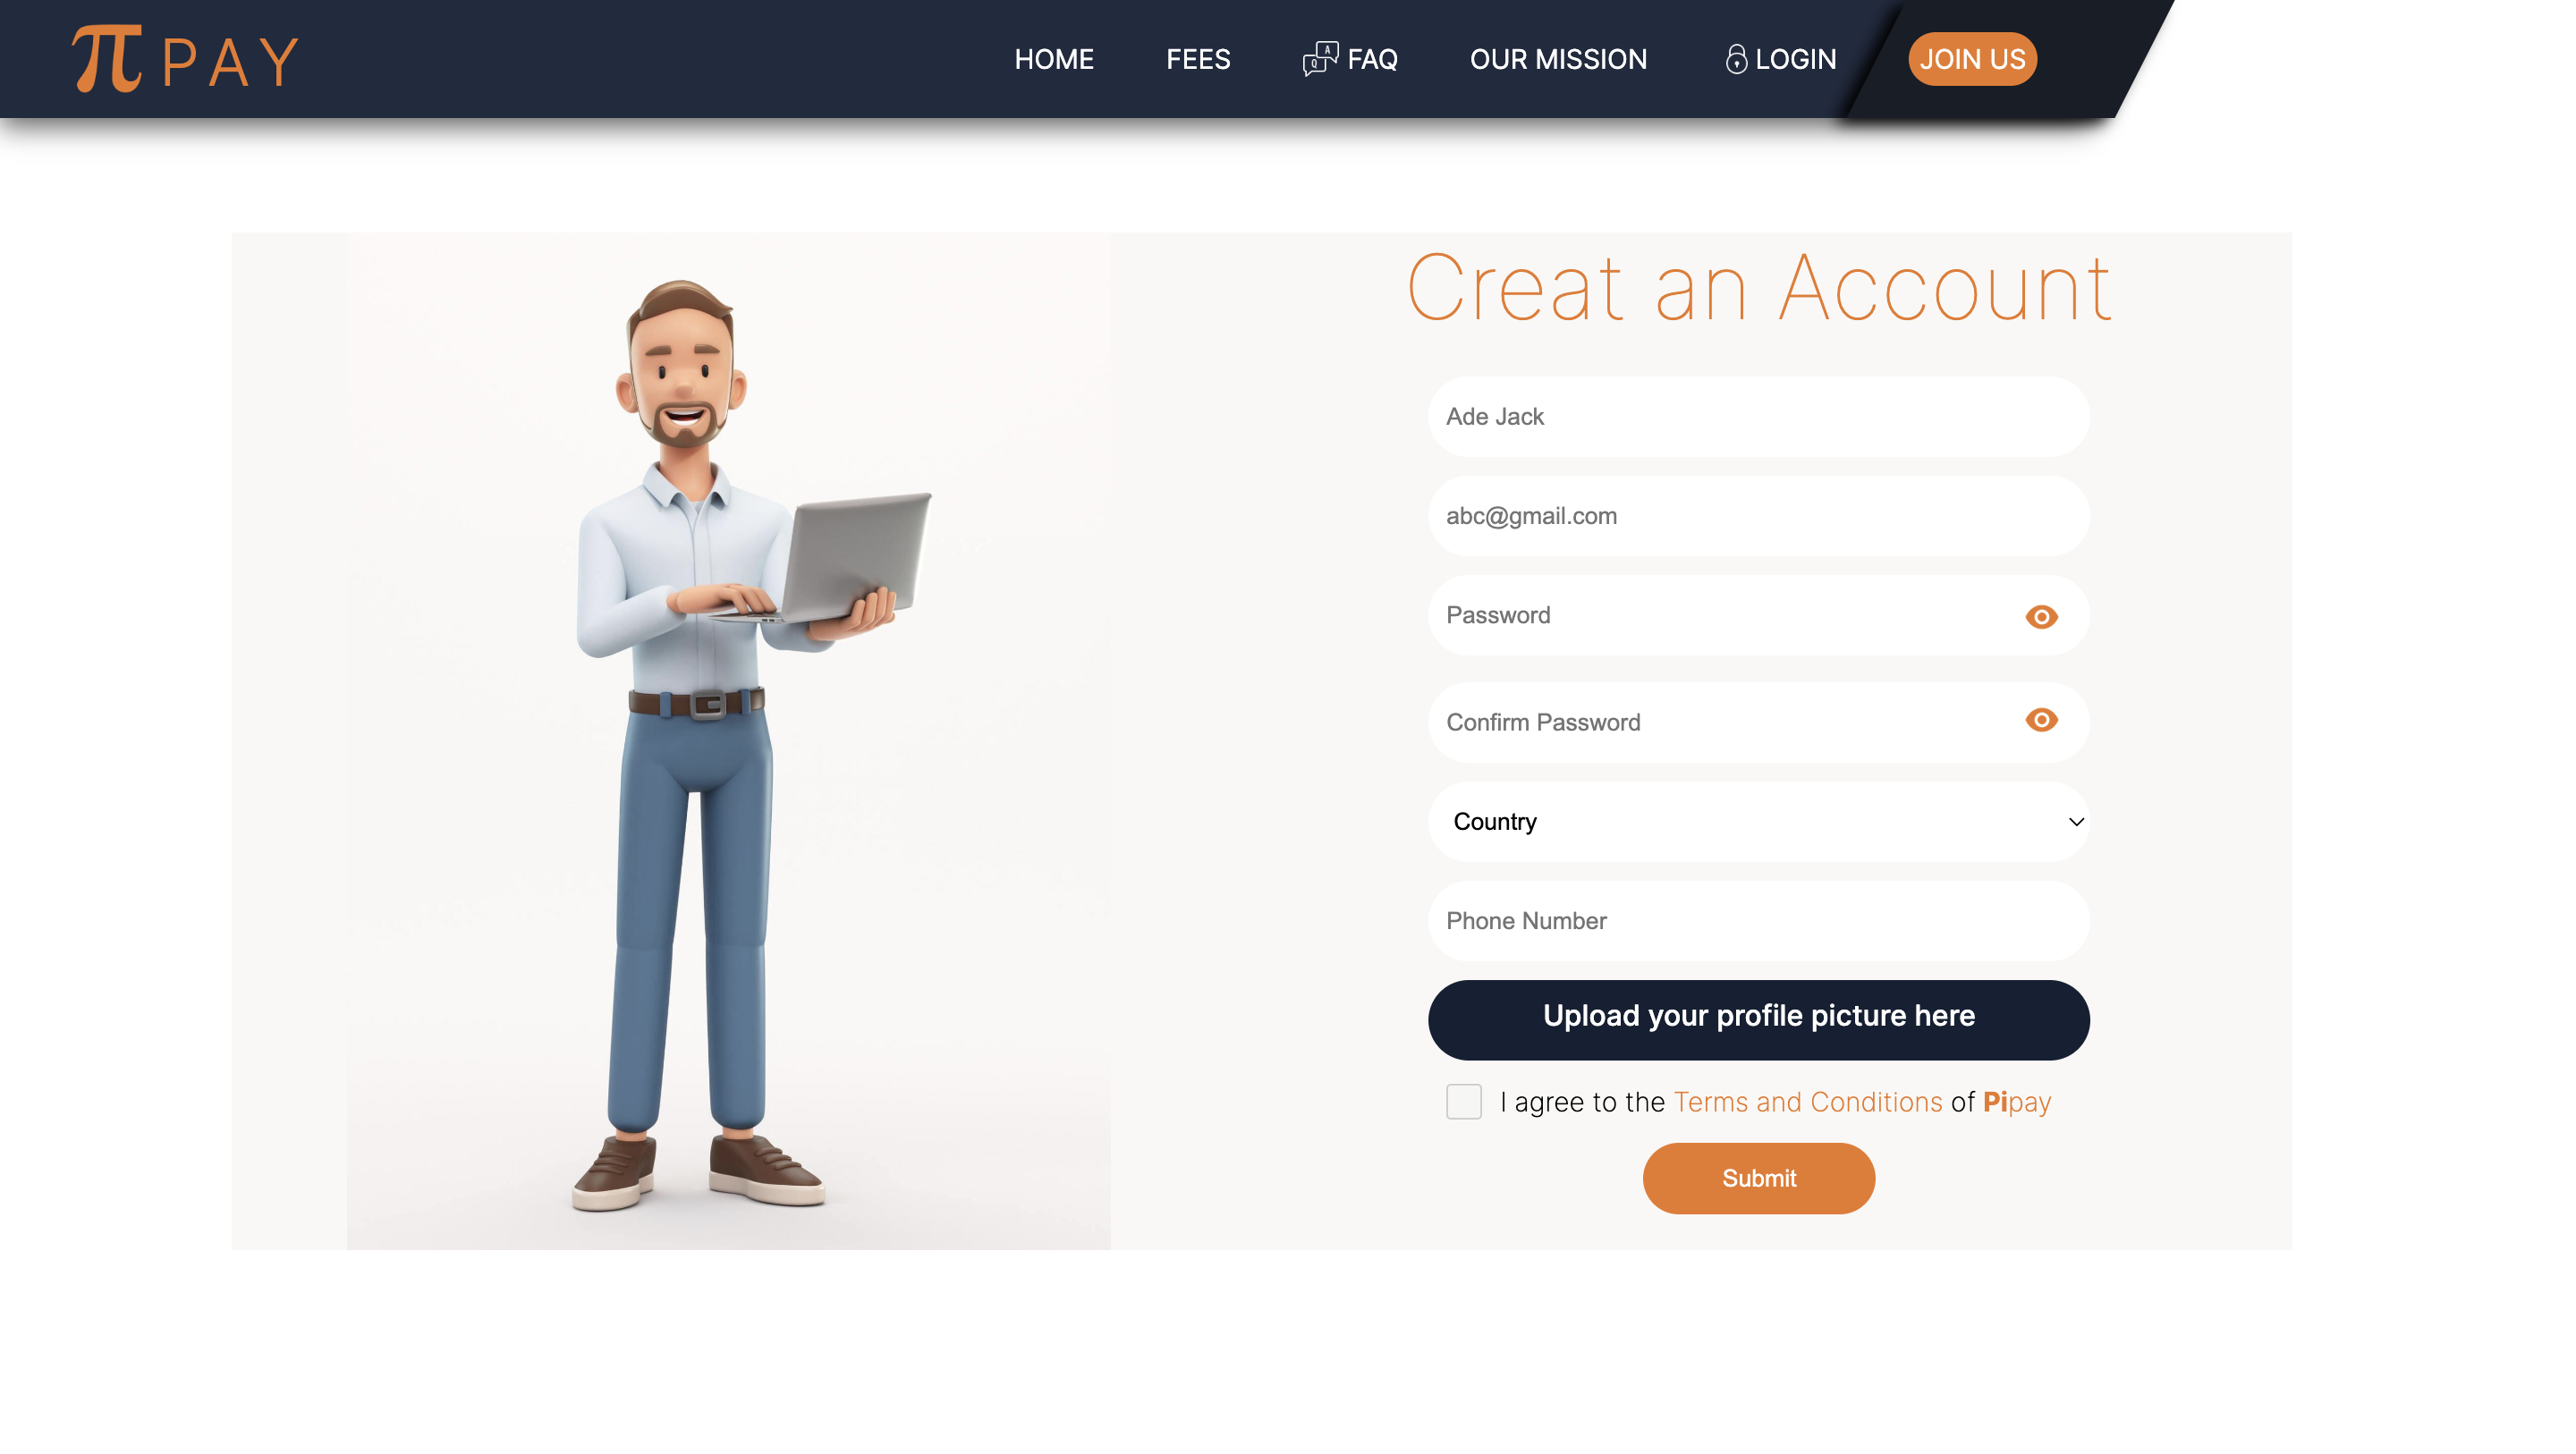 π PAY
HOME FEES FAQ OUR MISSION LOGIN JOIN US
Creat an Account
Ade Jack
abc@gmail.com
Password
Confirm Password
Country
Phone Number
Upload your profile picture here
I agree to the Terms and Conditions of Pipay
Submit